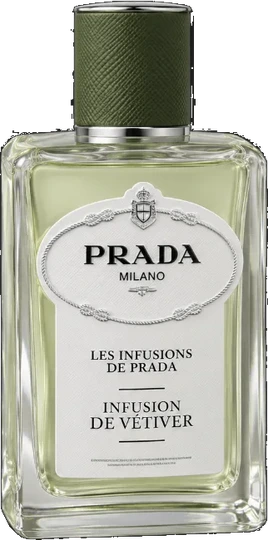 PRADA
MILANO
LES INFUSIONS
DE PRADA
INFUSION
DE VÉTIVER